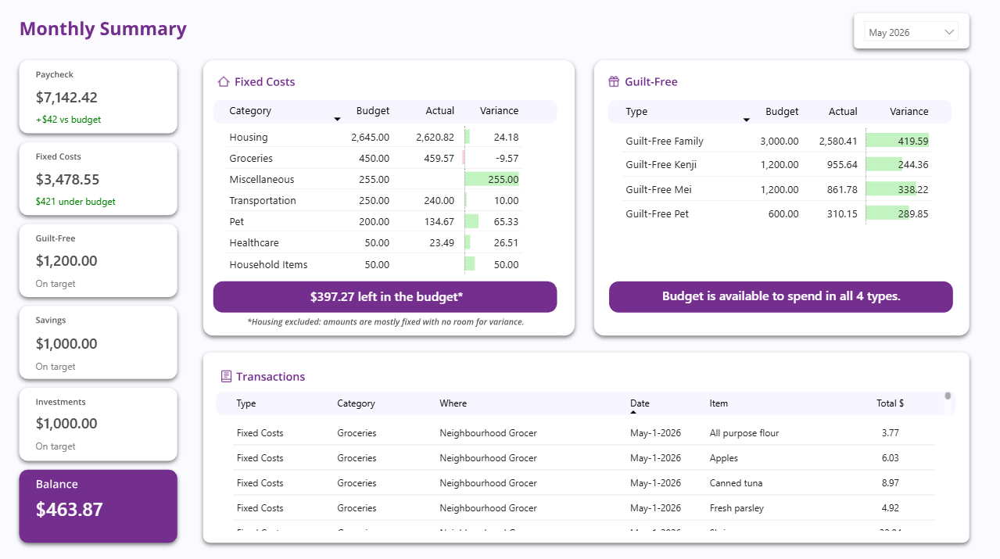 Monthly Summary
May 2026
Paycheck
$7,142.42
+$42 vs budget
Fixed Costs
$3,478.55
$421 under budget
Guilt-Free
$1,200.00
On target
Savings
$1,000.00
On target
Investments
$1,000.00
On target
Balance
$463.87
Fixed Costs
Category Budget Actual Variance
Housing 2,645.00 2,620.82 24.18
Groceries 450.00 459.57 -9.57
Miscellaneous 255.00 255.00
Transportation 250.00 240.00 10.00
Pet 200.00 134.67 65.33
Healthcare 50.00 23.49 26.51
Household Items 50.00 50.00
$397.27 left in the budget*
*Housing excluded: amounts are mostly fixed with no room for variance.
Guilt-Free
Type Budget Actual Variance
Guilt-Free Family 3,000.00 2,580.41 419.59
Guilt-Free Kenji 1,200.00 955.64 244.36
Guilt-Free Mei 1,200.00 861.78 338.22
Guilt-Free Pet 600.00 310.15 289.85
Budget is available to spend in all 4 types.
Transactions
Type Category Where Date Item Total $
Fixed Costs Groceries Neighbourhood Grocer May-1-2026 All purpose flour 3.77
Fixed Costs Groceries Neighbourhood Grocer May-1-2026 Apples 6.03
Fixed Costs Groceries Neighbourhood Grocer May-1-2026 Canned tuna 8.97
Fixed Costs Groceries Neighbourhood Grocer May-1-2026 Fresh parsley 4.92